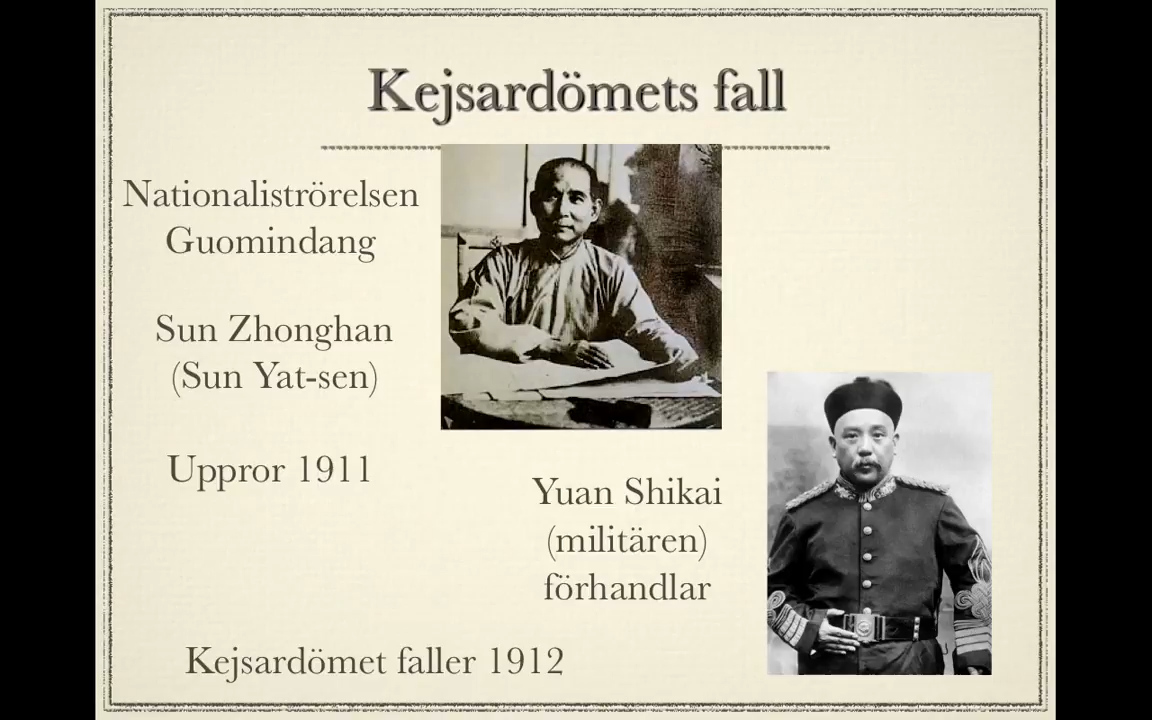 Kejsardömets fall
Nationaliströrelsen
Guomindang
Sun Zhonghan
(Sun Yat-sen)
Uppror 1911
Yuan Shikai
(militären)
förhandlar
Kejsardömet faller 1912